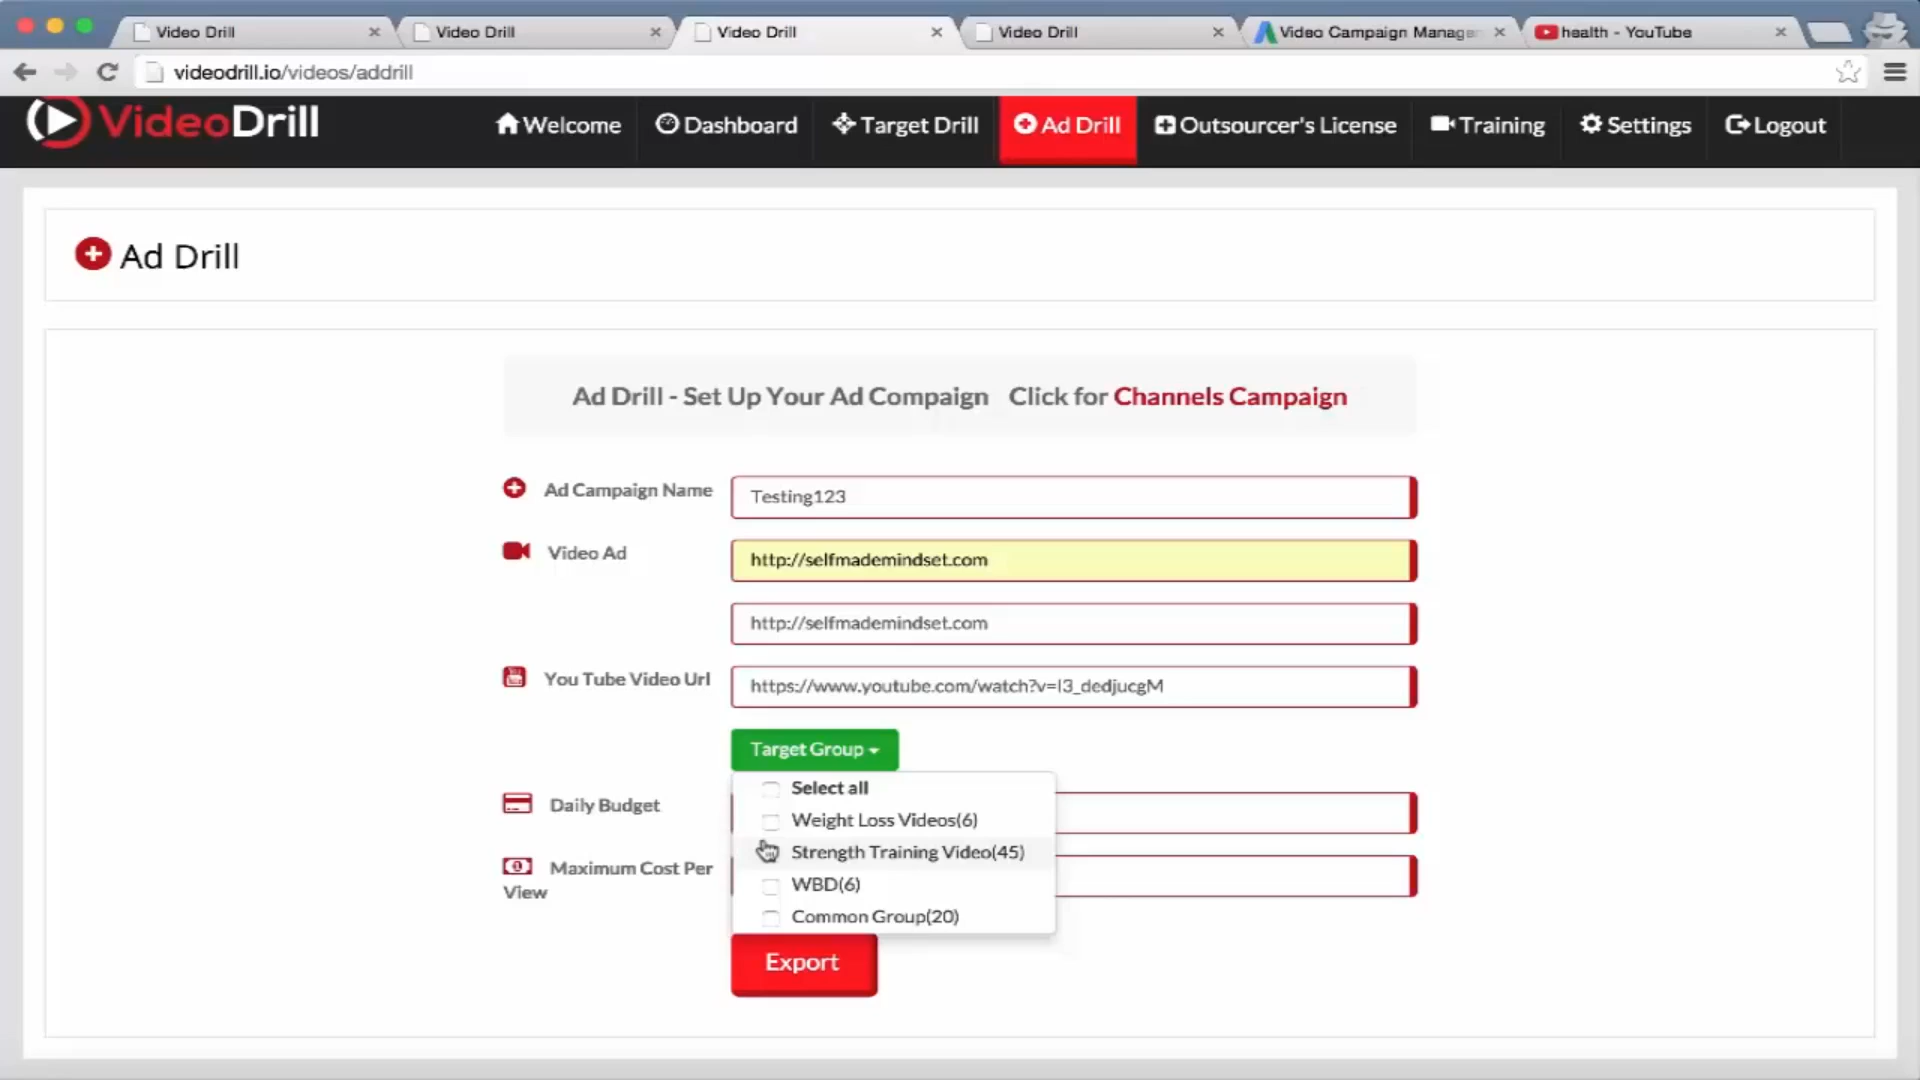 Video Drill
Video Drill
Video Drill
Video Drill
Video Campaign Manage
health - YouTube
videodrill.io/videos/addrill
VideoDrill
Welcome
Dashboard
Target Drill
Ad Drill
Outsourcer's License
Training
Settings
Logout
Ad Drill
Ad Drill - Set Up Your Ad Compaign Click for Channels Campaign
Ad Campaign Name
Testing123
Video Ad
http://selfmademindset.com
http://selfmademindset.com
You Tube Video Url
https://www.youtube.com/watch?v=I3_dedjucgM
Target Group
Select all
Daily Budget
Weight Loss Videos(6)
Strength Training Video(45)
Maximum Cost Per
View
WBD(6)
Common Group(20)
Export